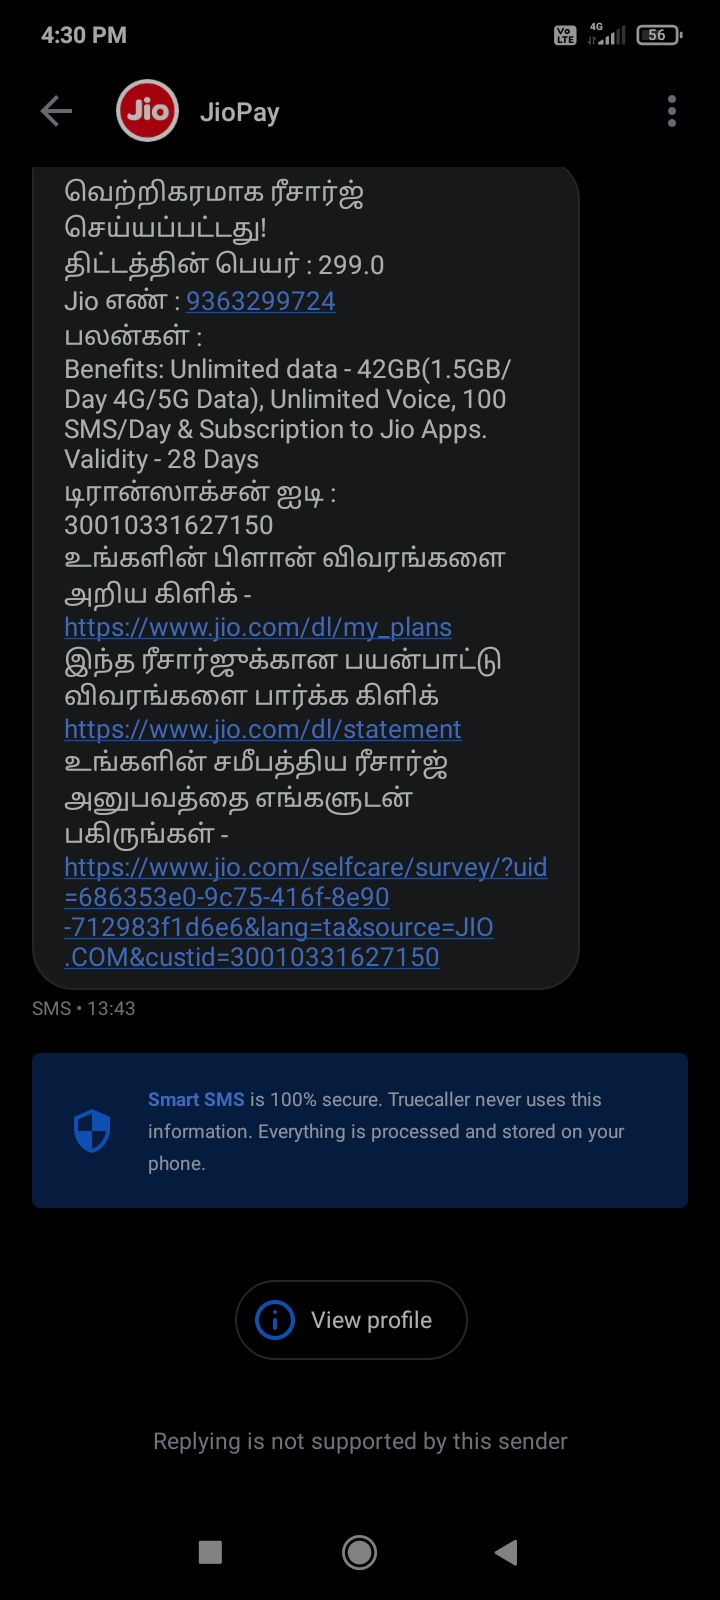 4:30 PM
Vo LTE 4G 56
Jio JioPay
வெற்றிகரமாக ரீசார்ஜ்
செய்யப்பட்டது!
திட்டத்தின் பெயர் : 299.0
Jio எண் : 9363299724
பலன்கள் :
Benefits: Unlimited data - 42GB(1.5GB/
Day 4G/5G Data), Unlimited Voice, 100
SMS/Day & Subscription to Jio Apps.
Validity - 28 Days
டிரான்ஸாக்சன் ஐடி :
30010331627150
உங்களின் பிளான் விவரங்களை
அறிய கிளிக் -
https://www.jio.com/dl/my_plans
இந்த ரீசார்ஜுக்கான பயன்பாட்டு
விவரங்களை பார்க்க கிளிக்
https://www.jio.com/dl/statement
உங்களின் சமீபத்திய ரீசார்ஜ்
அனுபவத்தை எங்களுடன்
பகிருங்கள் -
https://www.jio.com/selfcare/survey/?uid
=686353e0-9c75-416f-8e90
-712983f1d6e6&lang=ta&source=JIO
.COM&custid=30010331627150
SMS • 13:43
Smart SMS is 100% secure. Truecaller never uses this
information. Everything is processed and stored on your
phone.
View profile
Replying is not supported by this sender